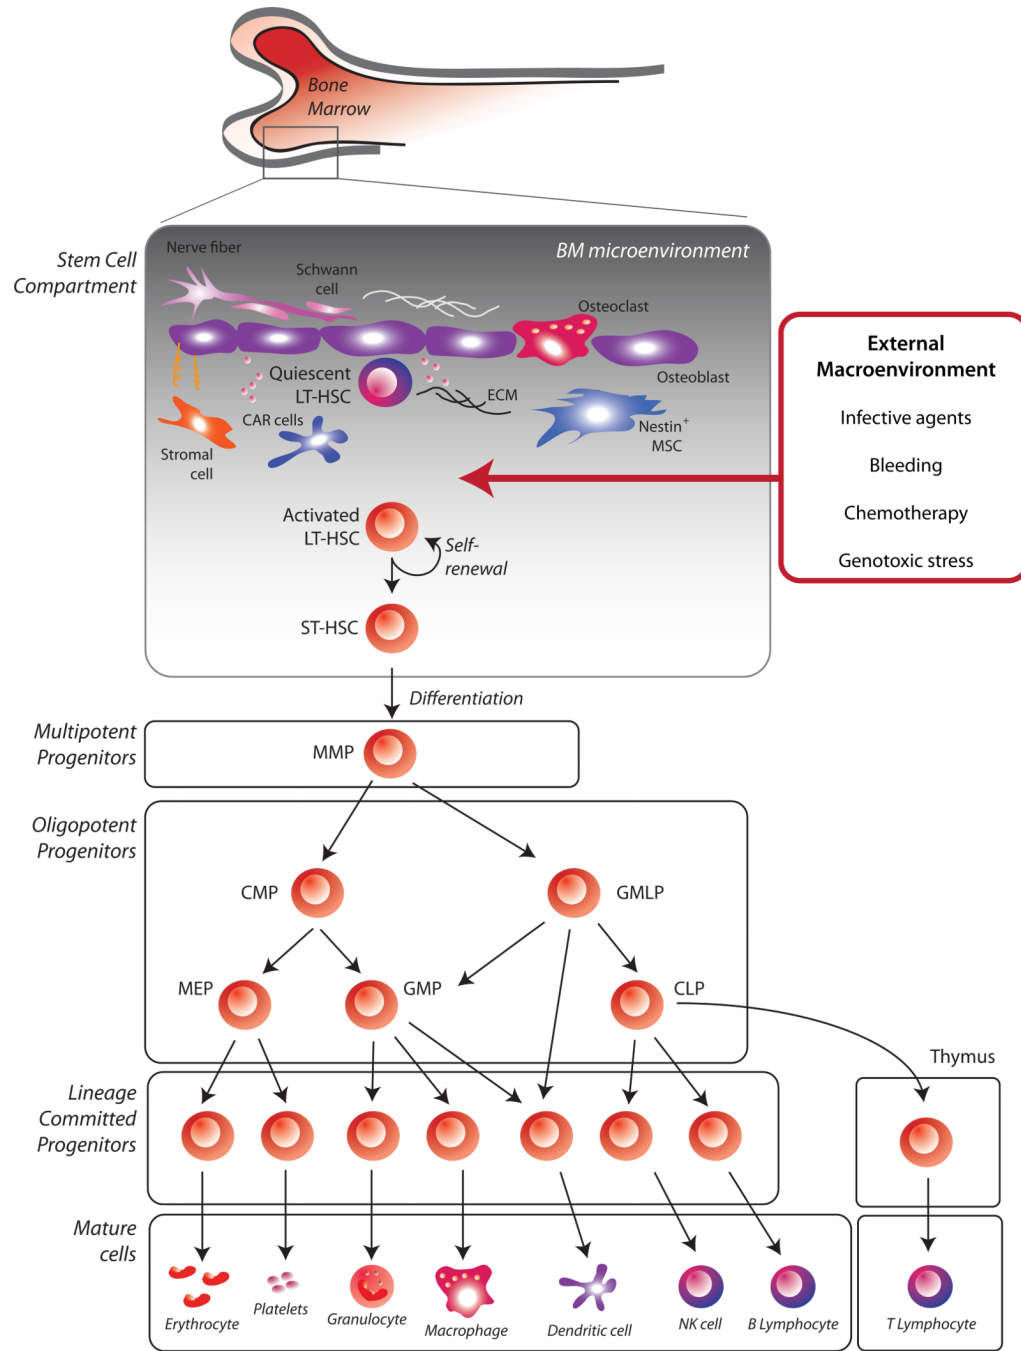 Bone
Marrow
Stem Cell
Compartment
BM microenvironment
Nerve fiber
Schwann
cell
Osteoclast
Quiescent
LT-HSC
ECM
Osteoblast
CAR cells
Nestin+
MSC
Stromal
cell
External
Macroenvironment
Infective agents
Bleeding
Chemotherapy
Genotoxic stress
Activated
LT-HSC
Self-
renewal
ST-HSC
Differentiation
Multipotent
Progenitors
MMP
Oligopotent
Progenitors
CMP
GMLP
MEP
GMP
CLP
Thymus
Lineage
Committed
Progenitors
Mature
cells
Erythrocyte
Platelets
Granulocyte
Macrophage
Dendritic cell
NK cell
B Lymphocyte
T Lymphocyte